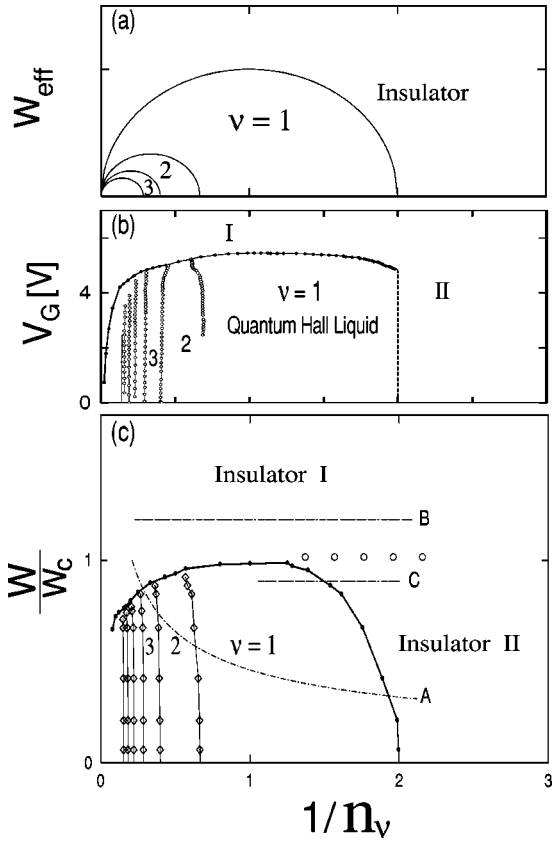 (a)
W_eff
Insulator
ν = 1
2
3
(b)
I
V_G [V]
4
0
ν = 1
Quantum Hall Liquid
II
3
2
(c)
Insulator I
B
W/W_c
1
C
3
2
ν = 1
Insulator II
A
0
0
1
2
3
1/n_ν